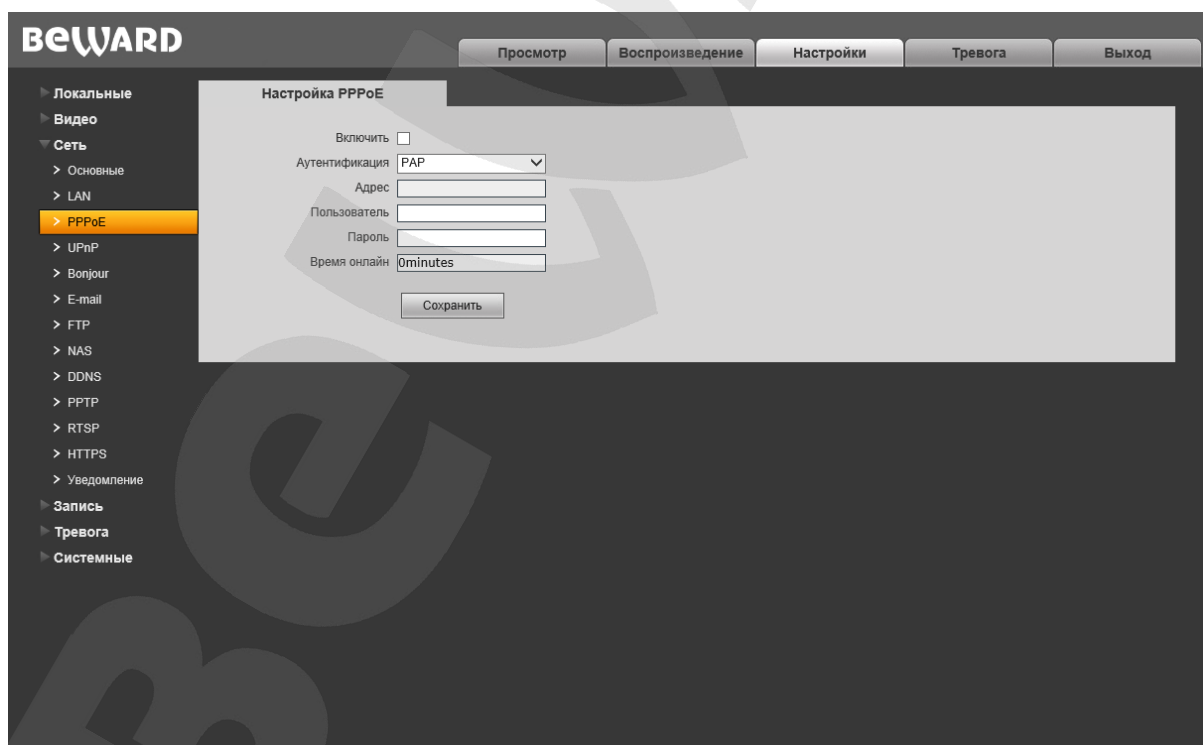 BEWARD
Просмотр Воспроизведение Настройки Тревога Выход
Локальные
Видео
Сеть
> Основные
> LAN
> PPPoE
> UPnP
> Bonjour
> E-mail
> FTP
> NAS
> DDNS
> PPTP
> RTSP
> HTTPS
> Уведомление
Запись
Тревога
Системные
Настройка PPPoE
Включить
Аутентификация PAP
Адрес
Пользователь
Пароль
Время онлайн 0minutes
Сохранить